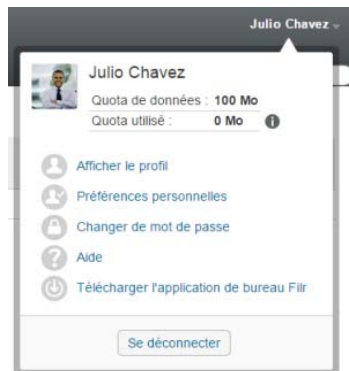 Julio Chavez
Julio Chavez
Quota de données : 100 Mo
Quota utilisé : 0 Mo
Afficher le profil
Préférences personnelles
Changer de mot de passe
Aide
Télécharger l'application de bureau Filr
Se déconnecter